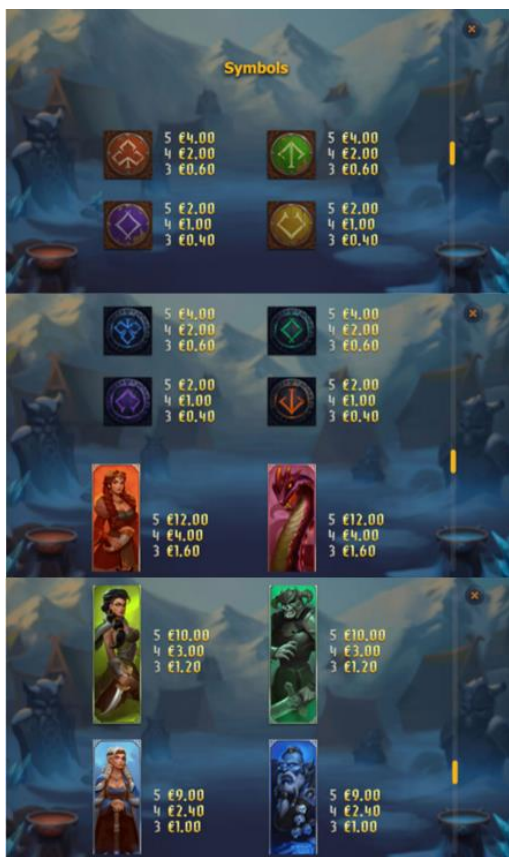 Symbols
5 €4.00 5 €4.00
4 €2.00 4 €2.00
3 €0.60 3 €0.60
5 €2.00 5 €2.00
4 €1.00 4 €1.00
3 €0.40 3 €0.40
5 €4.00 5 €4.00
4 €2.00 4 €2.00
3 €0.60 3 €0.60
5 €2.00 5 €2.00
4 €1.00 4 €1.00
3 €0.40 3 €0.40
5 €12.00 5 €12.00
4 €4.00 4 €4.00
3 €1.60 3 €1.60
5 €10.00 5 €10.00
4 €3.00 4 €3.00
3 €1.20 3 €1.20
5 €9.00 5 €9.00
4 €2.40 4 €2.40
3 €1.00 3 €1.00